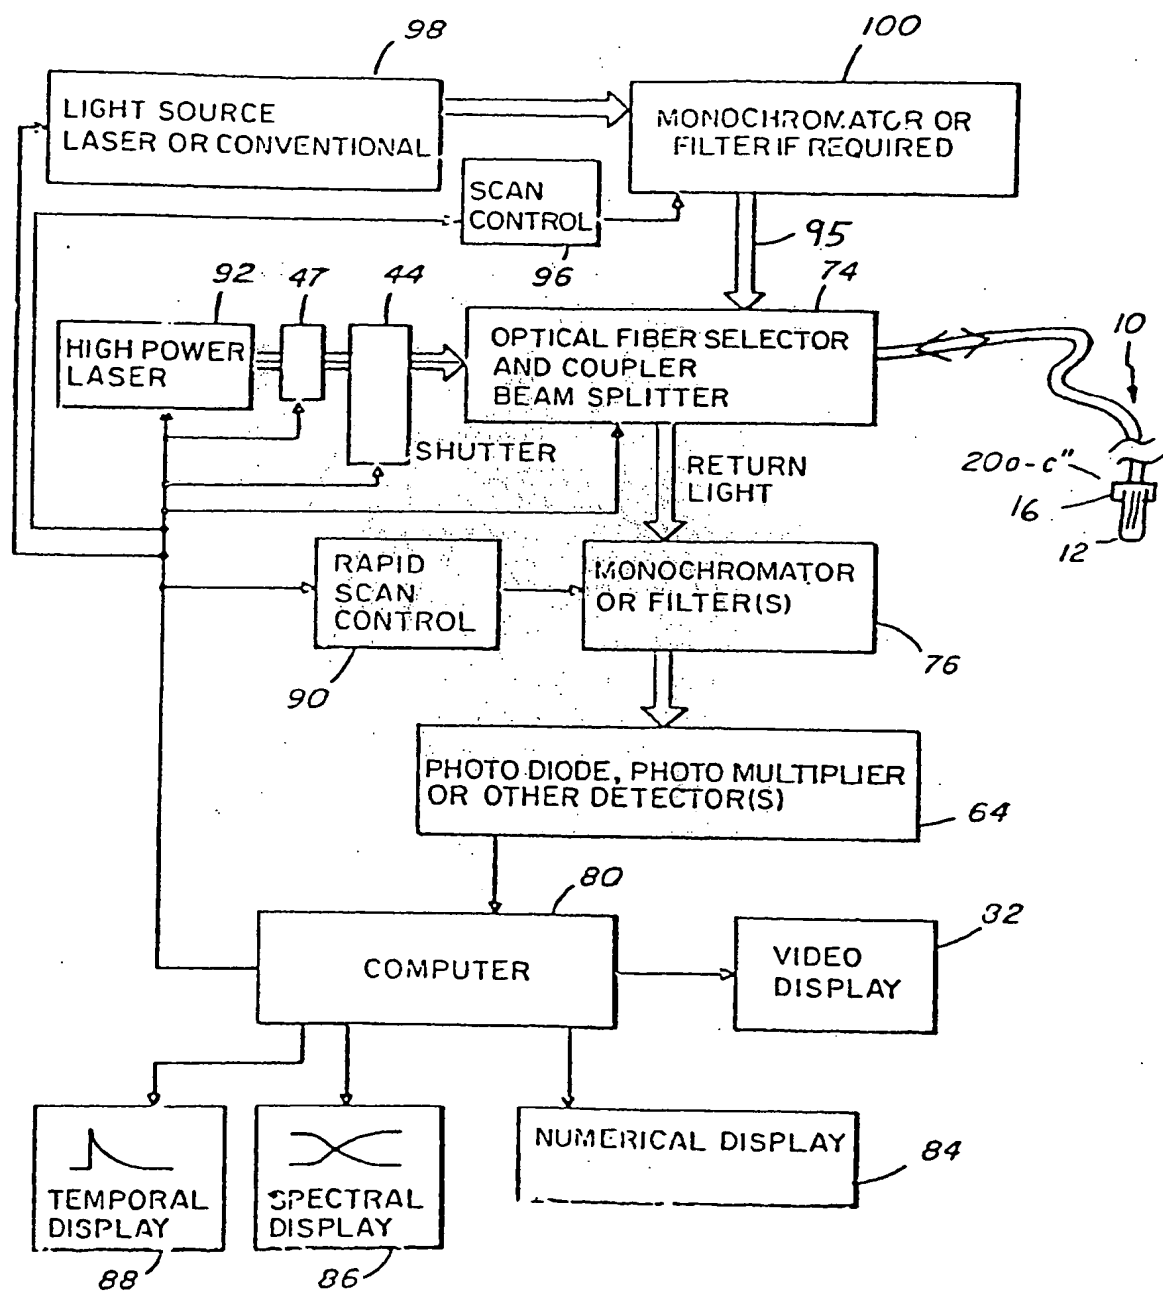 98
100
LIGHT SOURCE
LASER OR CONVENTIONAL
MONOCHROMATOR OR
FILTER IF REQUIRED
SCAN
CONTROL
96
95
74
92
47
44
HIGH POWER
LASER
OPTICAL FIBER SELECTOR
AND COUPLER
BEAM SPLITTER
10
SHUTTER
RETURN
LIGHT
20a-c"
16
12
RAPID
SCAN
CONTROL
90
MONOCHROMATOR
OR FILTER(S)
76
PHOTO DIODE, PHOTO MULTIPLIER
OR OTHER DETECTOR(S)
64
80
COMPUTER
32
VIDEO
DISPLAY
TEMPORAL
DISPLAY
88
SPECTRAL
DISPLAY
86
NUMERICAL DISPLAY
84